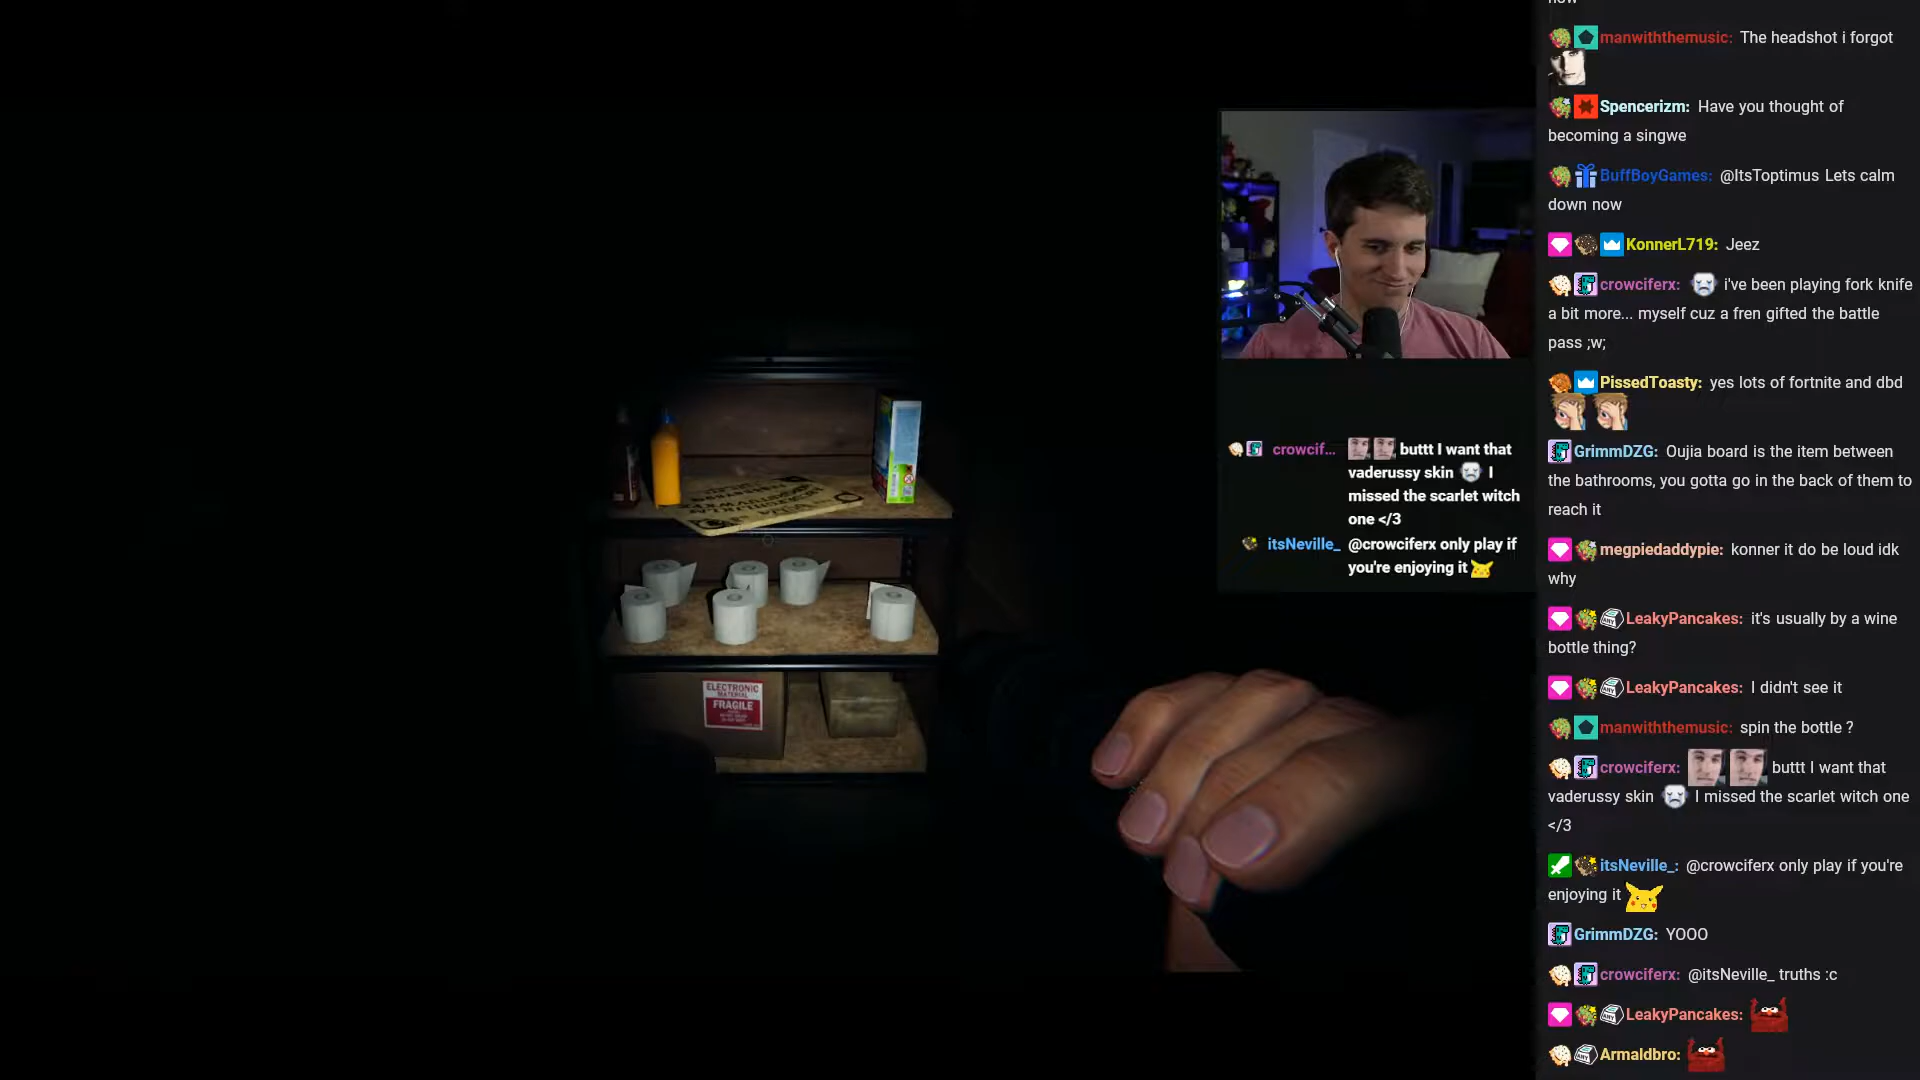 manwiththemusic: The headshot i forgot
Spencerizm: Have you thought of
becoming a singwe
BuffBoyGames: @ItsToptimus Lets calm
down now
KonnerL719: Jeez
crowciferx: i've been playing fork knife
a bit more... myself cuz a fren gifted the battle
pass ;w;
PissedToasty: yes lots of fortnite and dbd
GrimmDZG: Oujia board is the item between
the bathrooms, you gotta go in the back of them to
reach it
megpiedaddypie: konner it do be loud idk
why
LeakyPancakes: it's usually by a wine
bottle thing?
LeakyPancakes: I didn't see it
manwiththemusic: spin the bottle ?
crowciferx: buttt I want that
vaderussy skin I missed the scarlet witch one
</3
itsNeville_: @crowciferx only play if you're
enjoying it
GrimmDZG: YOOO
crowciferx: @itsNeville_ truths :c
LeakyPancakes:
Armaldbro:
crowcif... buttt I want that
vaderussy skin I
missed the scarlet witch
one </3
itsNeville_ @crowciferx only play if
you're enjoying it
ELECTRONIC
MATERIAL
FRAGILE